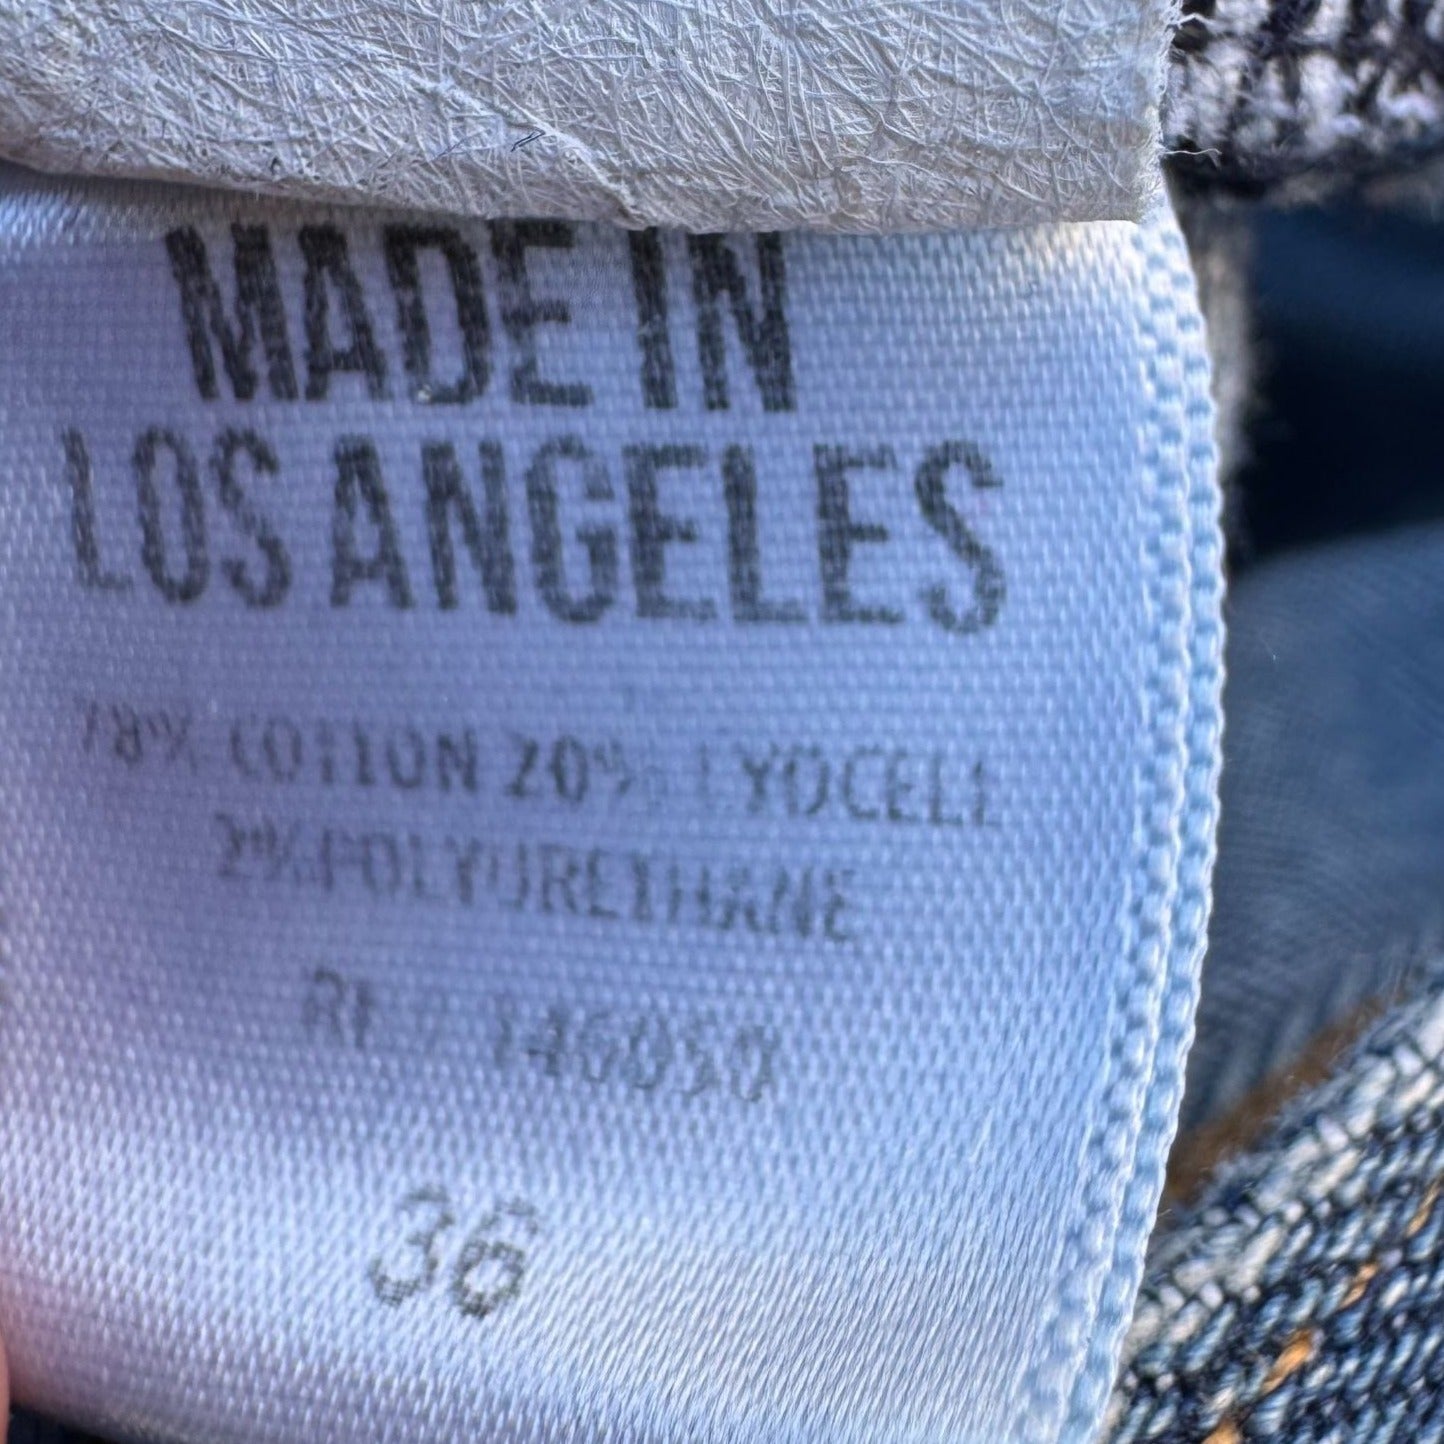 MADE IN
LOS ANGELES
78% COTTON 20% LYOCELL
2% POLYURETHANE
36